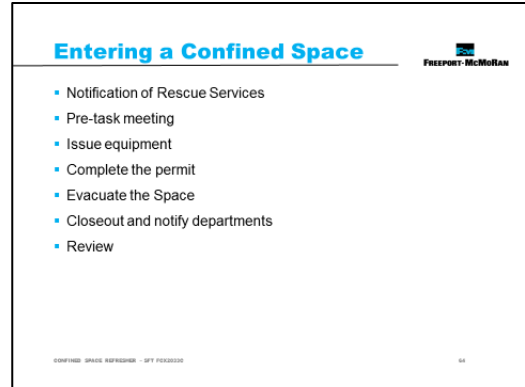 Entering a Confined Space
FCX
FREEPORT-MCMORAN
Notification of Rescue Services
Pre-task meeting
Issue equipment
Complete the permit
Evacuate the Space
Closeout and notify departments
Review
CONFINED SPACE REFRESHER - SFT
64